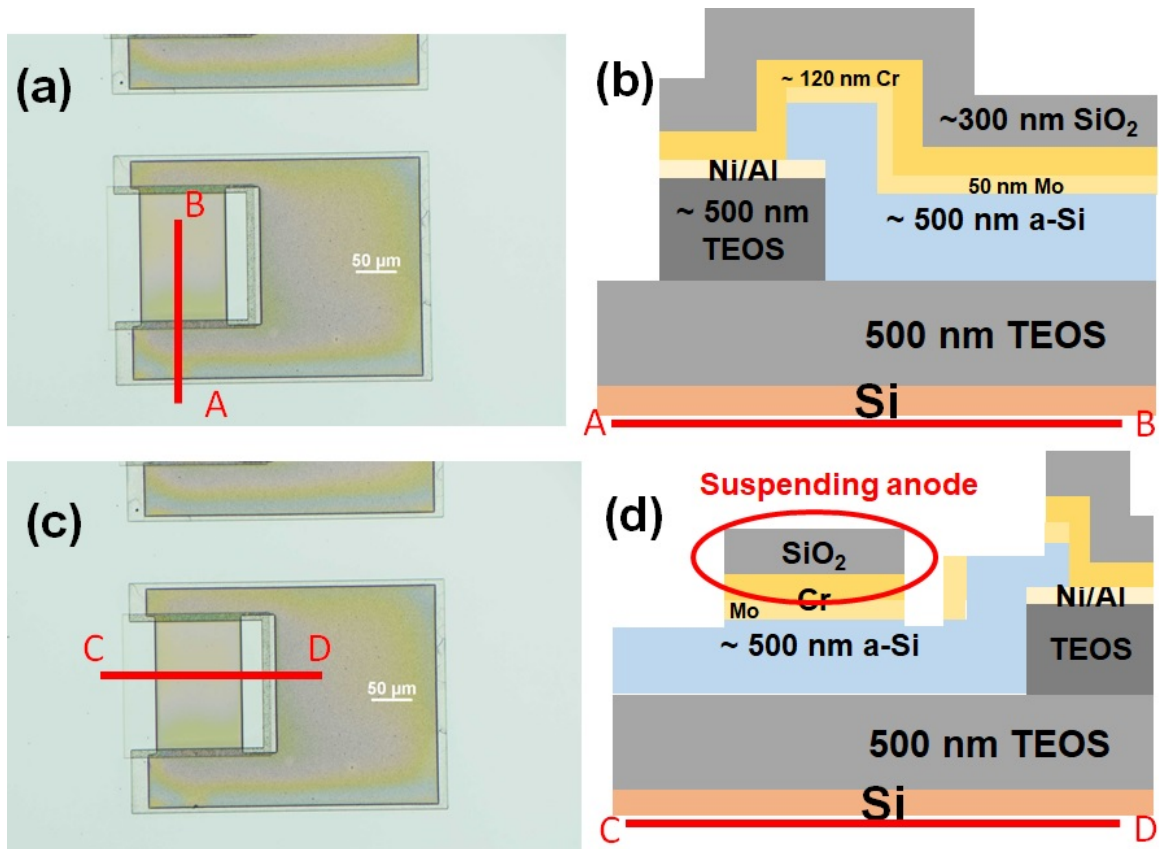 (a)
B
50 µm
A
(b)
~ 120 nm Cr
~300 nm SiO₂
Ni/Al
50 nm Mo
~ 500 nm
TEOS
~ 500 nm a-Si
500 nm TEOS
Si
A
B
(c)
C
D
50 µm
(d)
Suspending anode
SiO₂
Cr
Mo
Ni/Al
~ 500 nm a-Si
TEOS
500 nm TEOS
Si
C
D